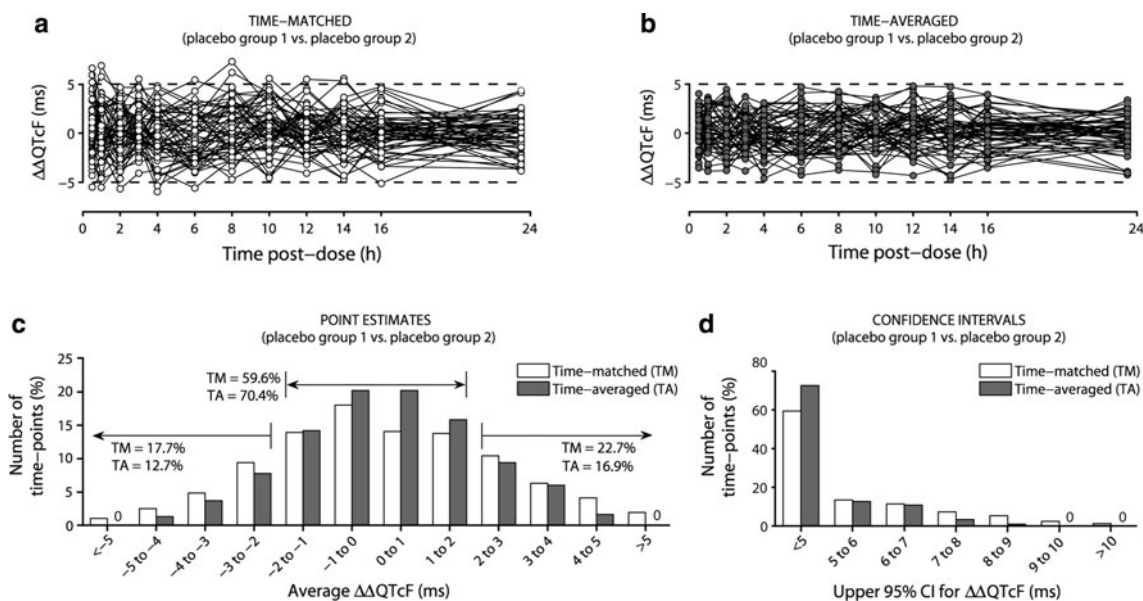 a
TIME−MATCHED
(placebo group 1 vs. placebo group 2)
ΔΔQTcF (ms)
5
0
−5
0 2 4 6 8 10 12 14 16 24
Time post−dose (h)
b
TIME−AVERAGED
(placebo group 1 vs. placebo group 2)
ΔΔQTcF (ms)
5
0
−5
0 2 4 6 8 10 12 14 16 24
Time post−dose (h)
c
POINT ESTIMATES
(placebo group 1 vs. placebo group 2)
Number of
time−points (%)
25
20
15
10
5
0
TM = 59.6%
TA = 70.4%
Time−matched (TM)
Time−averaged (TA)
TM = 17.7%
TA = 12.7%
TM = 22.7%
TA = 16.9%
0 0
<−5 −5 to −4 −4 to −3 −3 to −2 −2 to −1 −1 to 0 0 to 1 1 to 2 2 to 3 3 to 4 4 to 5 >5
Average ΔΔQTcF (ms)
d
CONFIDENCE INTERVALS
(placebo group 1 vs. placebo group 2)
Number of
time−points (%)
80
60
40
20
0
Time−matched (TM)
Time−averaged (TA)
0 0
<5 5 to 6 6 to 7 7 to 8 8 to 9 9 to 10 >10
Upper 95% CI for ΔΔQTcF (ms)